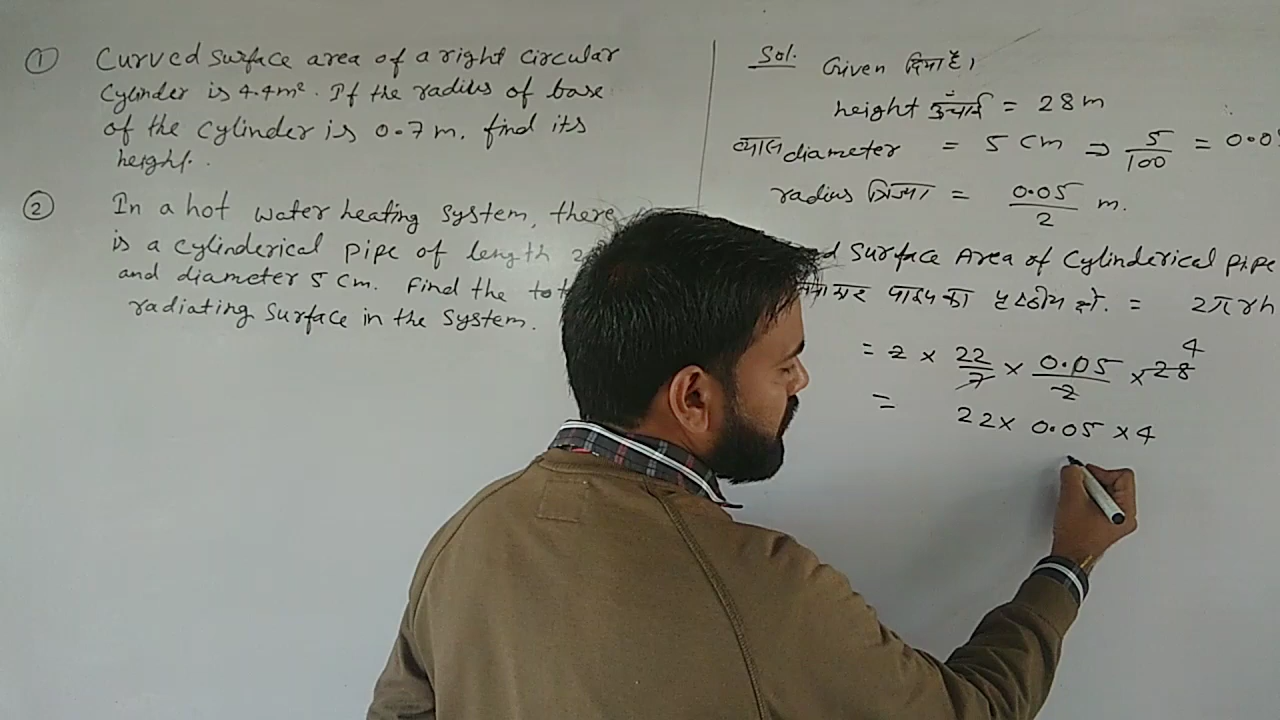 ① Curved surface area of a right circular
Cylinder is 4.4m². If the radius of base
of the cylinder is 0.7 m. find its
height.
② In a hot water heating system, there
is a cylinderical pipe of length
and diameter 5 cm. Find the
radiating surface in the system.
Sol. Given दिया है।
height ऊँचाई = 28 m
व्यास diameter = 5 cm ⇒ 5/100 =
radius त्रिज्या = 0.05/2 m.
Surface Area of cylinderical pipe
पाइप का = 2πrh
= 2 × 22/7 × 0.05/2 × 28 4
= 22 × 0.05 × 4